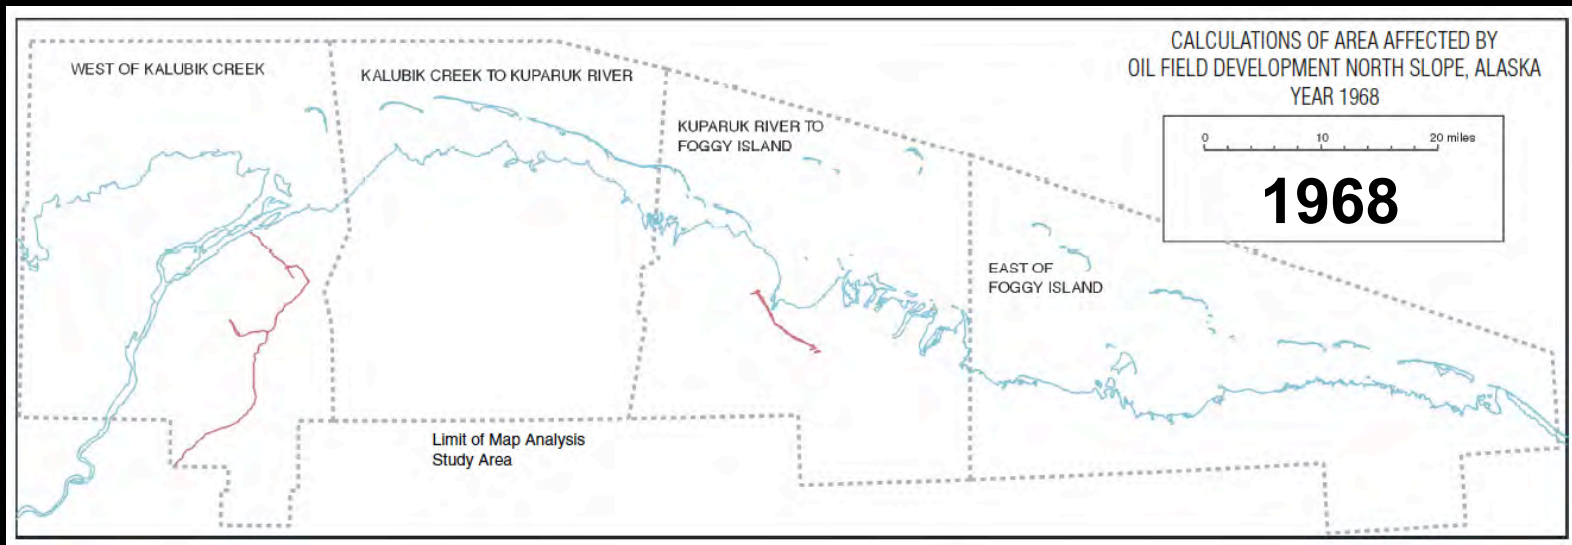 CALCULATIONS OF AREA AFFECTED BY
OIL FIELD DEVELOPMENT NORTH SLOPE, ALASKA
YEAR 1968
0 10 20 miles
1968
WEST OF KALUBIK CREEK
KALUBIK CREEK TO KUPARUK RIVER
KUPARUK RIVER TO
FOGGY ISLAND
EAST OF
FOGGY ISLAND
Limit of Map Analysis
Study Area